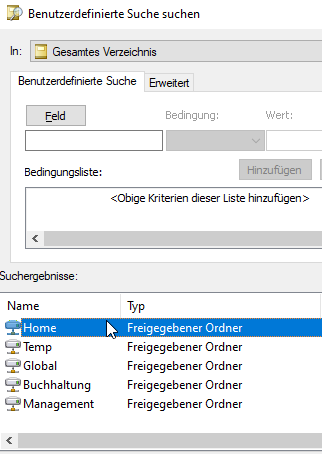 Benutzerdefinierte Suche suchen
In: Gesamtes Verzeichnis
Benutzerdefinierte Suche Erweitert
Feld Bedingung: Wert:
Bedingungsliste: Hinzufügen
<Obige Kriterien dieser Liste hinzufügen>
Suchergebnisse:
Name Typ
Home Freigegebener Ordner
Temp Freigegebener Ordner
Global Freigegebener Ordner
Buchhaltung Freigegebener Ordner
Management Freigegebener Ordner